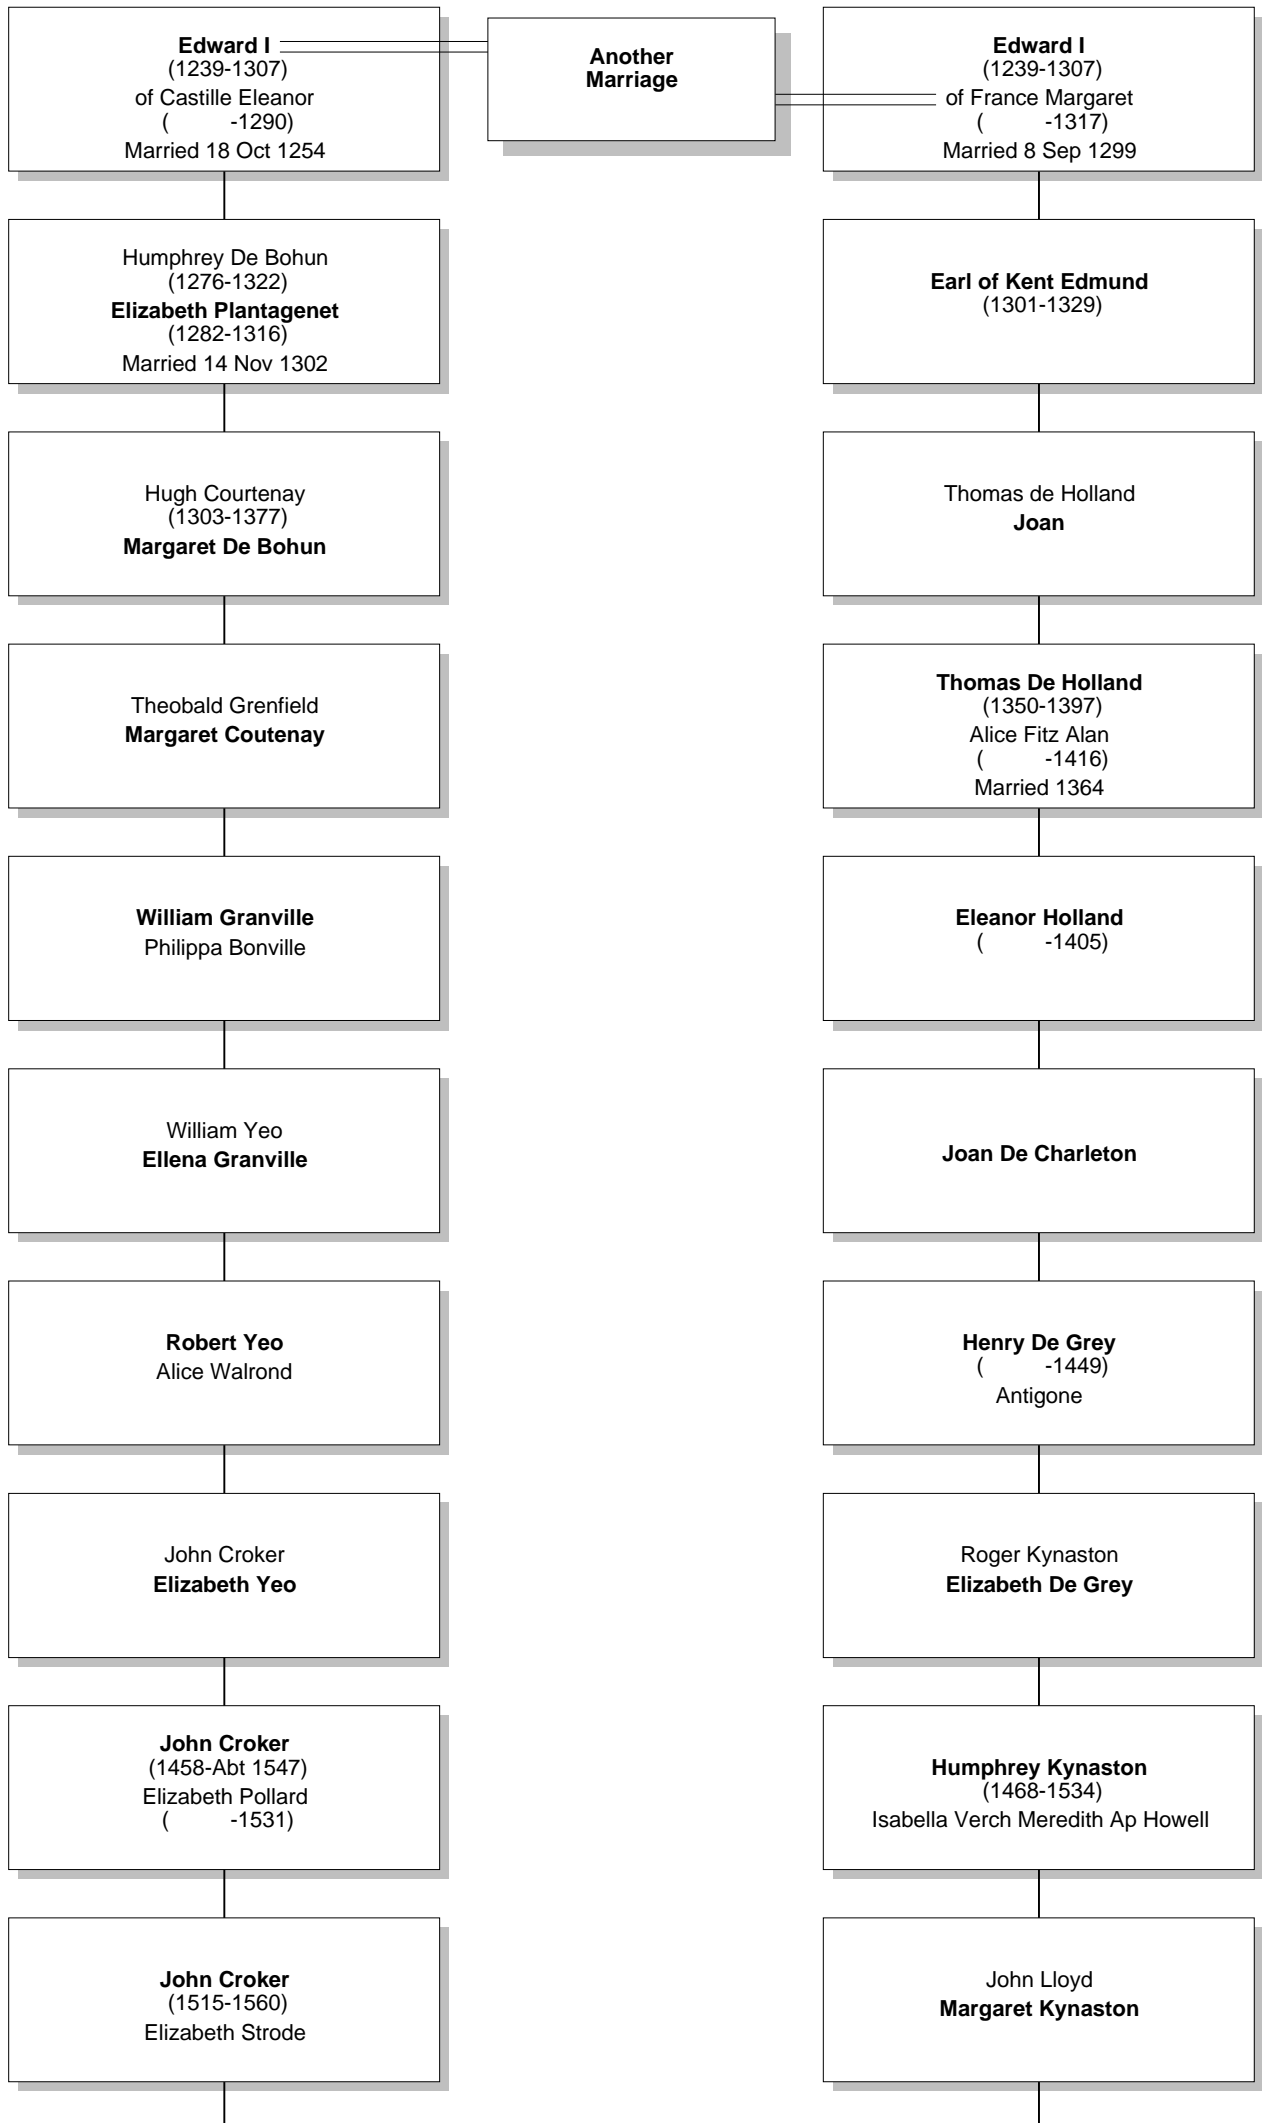 Edward I
(1239-1307)
of Castille Eleanor
( -1290)
Married 18 Oct 1254
Another
Marriage
Edward I
(1239-1307)
of France Margaret
( -1317)
Married 8 Sep 1299
Humphrey De Bohun
(1276-1322)
Elizabeth Plantagenet
(1282-1316)
Married 14 Nov 1302
Earl of Kent Edmund
(1301-1329)
Hugh Courtenay
(1303-1377)
Margaret De Bohun
Thomas de Holland
Joan
Theobald Grenfield
Margaret Coutenay
Thomas De Holland
(1350-1397)
Alice Fitz Alan
( -1416)
Married 1364
William Granville
Philippa Bonville
Eleanor Holland
( -1405)
William Yeo
Ellena Granville
Joan De Charleton
Robert Yeo
Alice Walrond
Henry De Grey
( -1449)
Antigone
John Croker
Elizabeth Yeo
Roger Kynaston
Elizabeth De Grey
John Croker
(1458-Abt 1547)
Elizabeth Pollard
( -1531)
Humphrey Kynaston
(1468-1534)
Isabella Verch Meredith Ap Howell
John Croker
(1515-1560)
Elizabeth Strode
John Lloyd
Margaret Kynaston